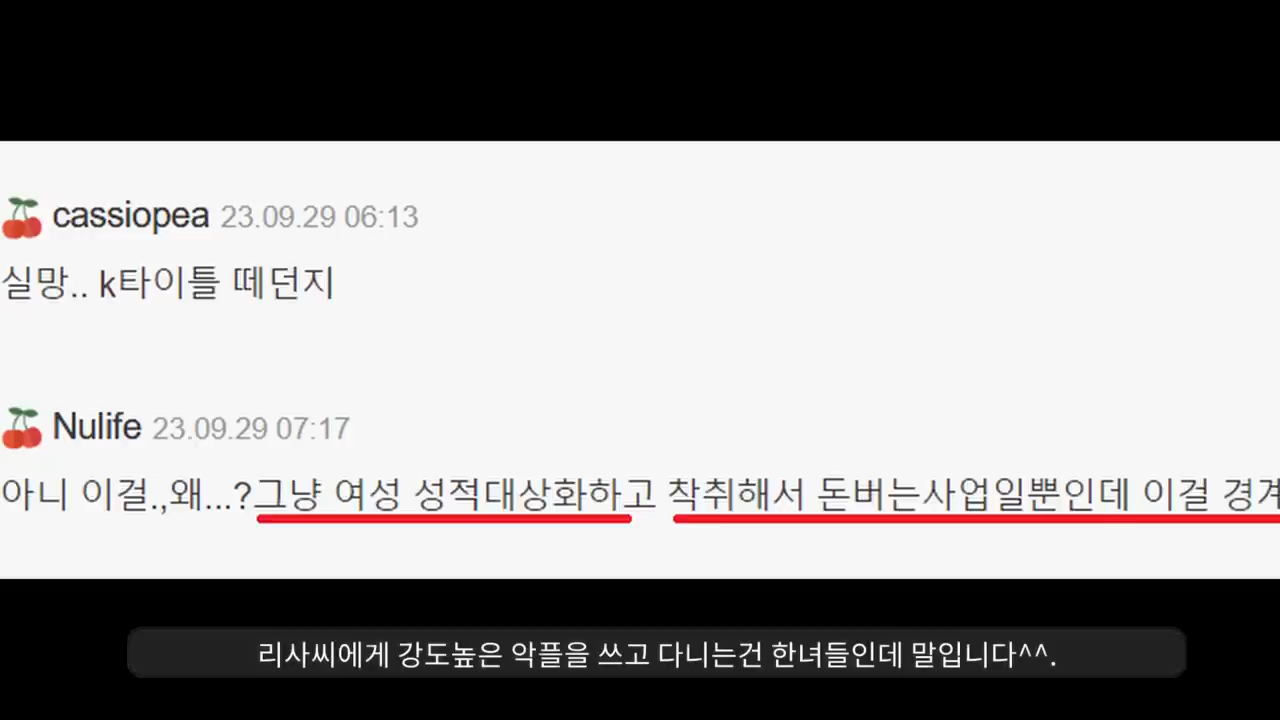 cassiopea 23.09.29 06:13
실망.. k타이틀 떼던지
Nulife 23.09.29 07:17
아니 이걸.,왜...?그냥 여성 성적대상화하고 착취해서 돈버는사업일뿐인데 이걸 경계
리사씨에게 강도높은 악플을 쓰고 다니는건 한녀들인데 말입니다^^.